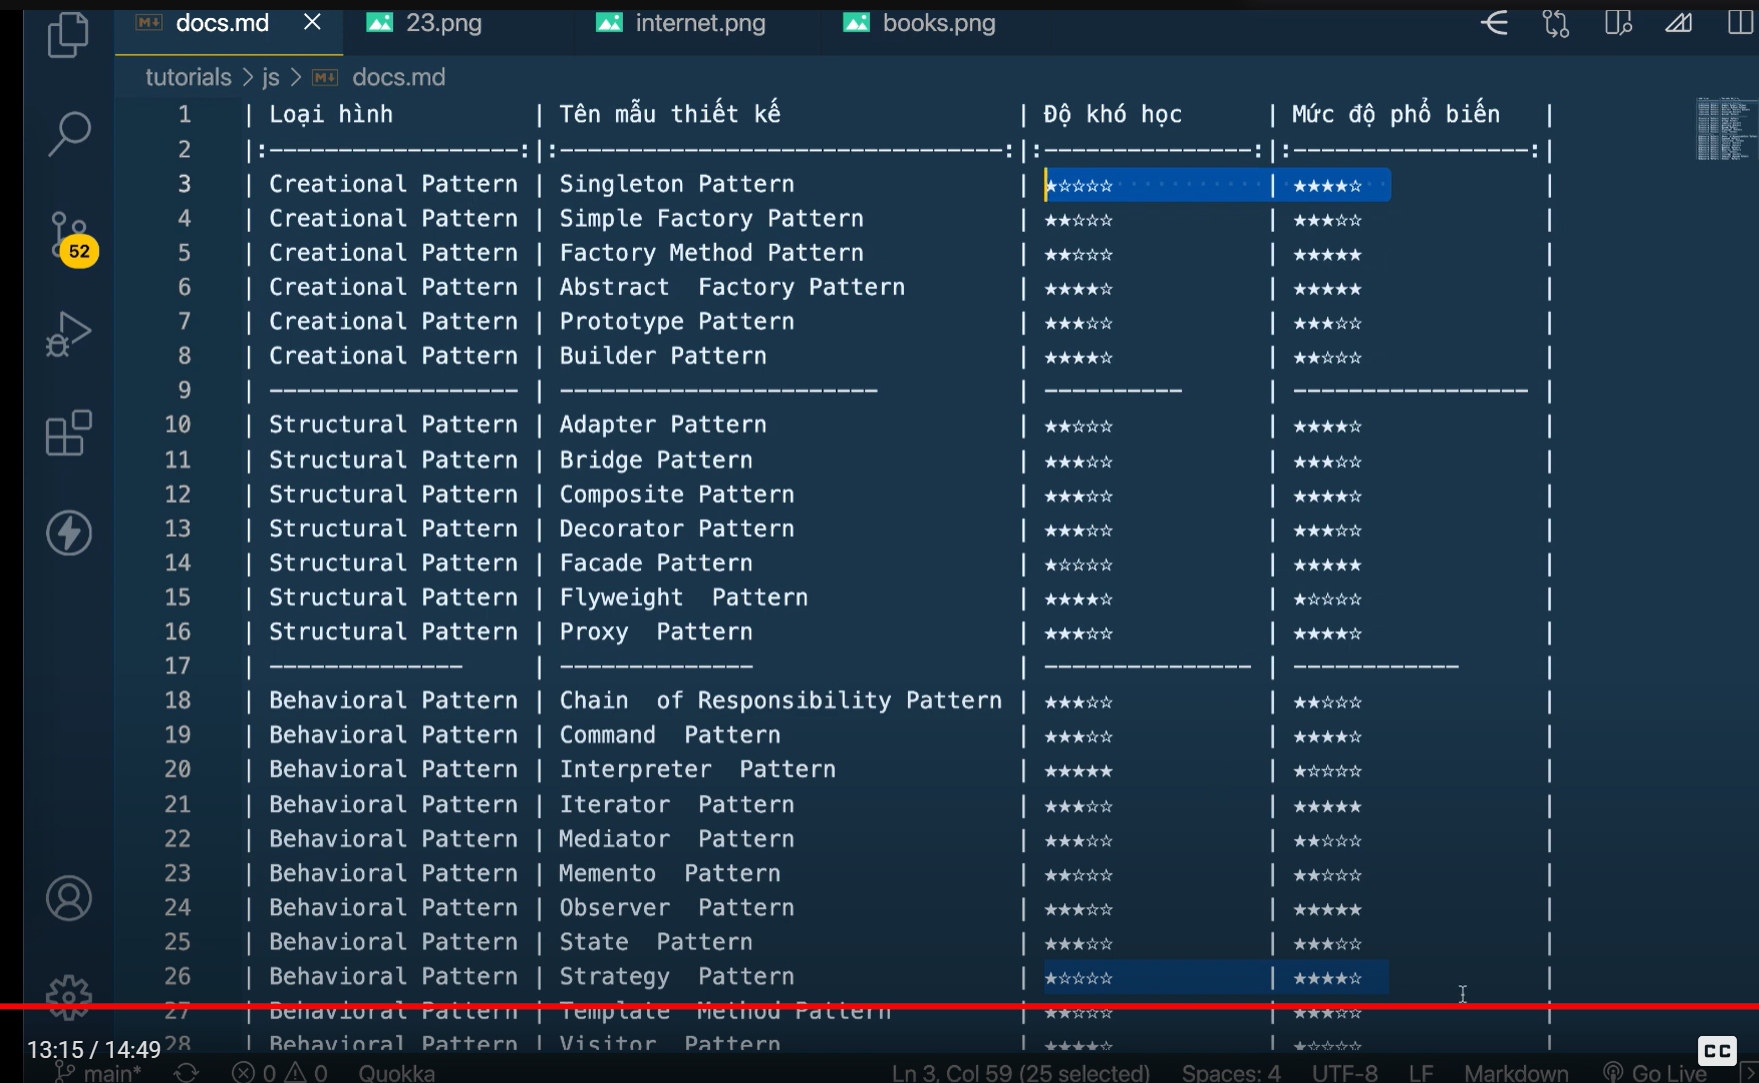 docs.md 23.png internet.png books.png
tutorials > js > docs.md
1 | Loại hình | Tên mẫu thiết kế | Độ khó học | Mức độ phổ biến |
2 |:------------------:|:--------------------------------:|:---------------:|:-----------------:|
3 | Creational Pattern | Singleton Pattern | ★☆☆☆☆ | ★★★★☆ |
4 | Creational Pattern | Simple Factory Pattern | ★★☆☆☆ | ★★★☆☆ |
5 | Creational Pattern | Factory Method Pattern | ★★☆☆☆ | ★★★★★ |
6 | Creational Pattern | Abstract  Factory Pattern | ★★★★☆ | ★★★★★ |
7 | Creational Pattern | Prototype Pattern | ★★★☆☆ | ★★★☆☆ |
8 | Creational Pattern | Builder Pattern | ★★★★☆ | ★★☆☆☆ |
9 | ------------------ | ----------------------- | ---------- | ----------------- |
10 | Structural Pattern | Adapter Pattern | ★★☆☆☆ | ★★★★☆ |
11 | Structural Pattern | Bridge Pattern | ★★★☆☆ | ★★★☆☆ |
12 | Structural Pattern | Composite Pattern | ★★★☆☆ | ★★★★☆ |
13 | Structural Pattern | Decorator Pattern | ★★★☆☆ | ★★★☆☆ |
14 | Structural Pattern | Facade Pattern | ★☆☆☆☆ | ★★★★★ |
15 | Structural Pattern | Flyweight  Pattern | ★★★★☆ | ★☆☆☆☆ |
16 | Structural Pattern | Proxy  Pattern | ★★★☆☆ | ★★★★☆ |
17 | -------------- | -------------- | --------------- | ------------ |
18 | Behavioral Pattern | Chain  of Responsibility Pattern | ★★★☆☆ | ★★☆☆☆ |
19 | Behavioral Pattern | Command  Pattern | ★★★☆☆ | ★★★★☆ |
20 | Behavioral Pattern | Interpreter  Pattern | ★★★★★ | ★☆☆☆☆ |
21 | Behavioral Pattern | Iterator  Pattern | ★★★☆☆ | ★★★★★ |
22 | Behavioral Pattern | Mediator  Pattern | ★★★☆☆ | ★★☆☆☆ |
23 | Behavioral Pattern | Memento  Pattern | ★★☆☆☆ | ★★☆☆☆ |
24 | Behavioral Pattern | Observer  Pattern | ★★★☆☆ | ★★★★★ |
25 | Behavioral Pattern | State  Pattern | ★★★☆☆ | ★★★☆☆ |
26 | Behavioral Pattern | Strategy  Pattern | ★☆☆☆☆ | ★★★★☆ |
27 | Behavioral Pattern | Template  Method Pattern | ★★☆☆☆ | ★★★☆☆ |
28 | Behavioral Pattern | Visitor  Pattern | ★★★★☆ | ★☆☆☆☆ |
52
13:15 / 14:49
CC
main* 0 0 Quokka Ln 3, Col 59 (25 selected) Spaces: 4 UTF-8 LF Markdown Go Live